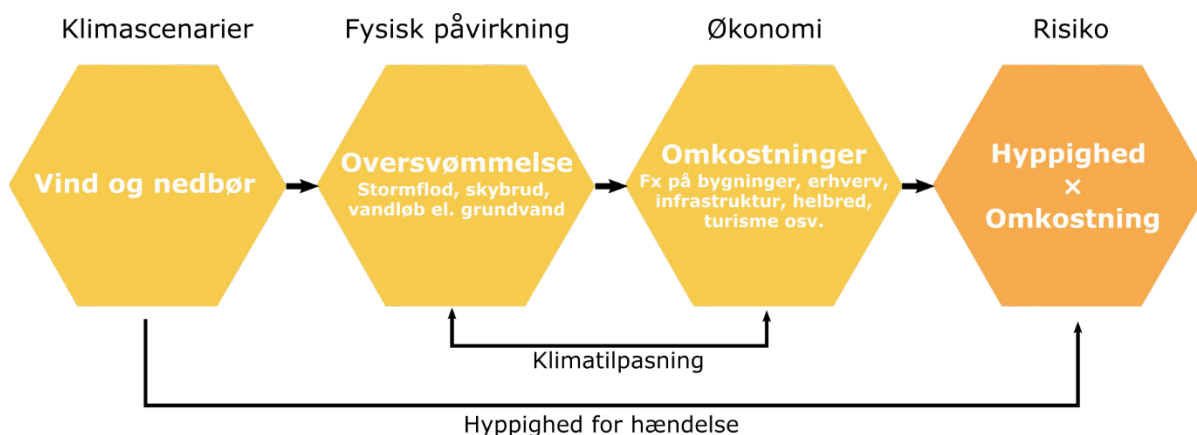 Klimascenarier
Fysisk påvirkning
Økonomi
Risiko
Vind og nedbør
Oversvømmelse
Stormflod, skybrud,
vandløb el. grundvand
Omkostninger
Fx på bygninger, erhverv,
infrastruktur, helbred,
turisme osv.
Hyppighed
×
Omkostning
Klimatilpasning
Hyppighed for hændelse